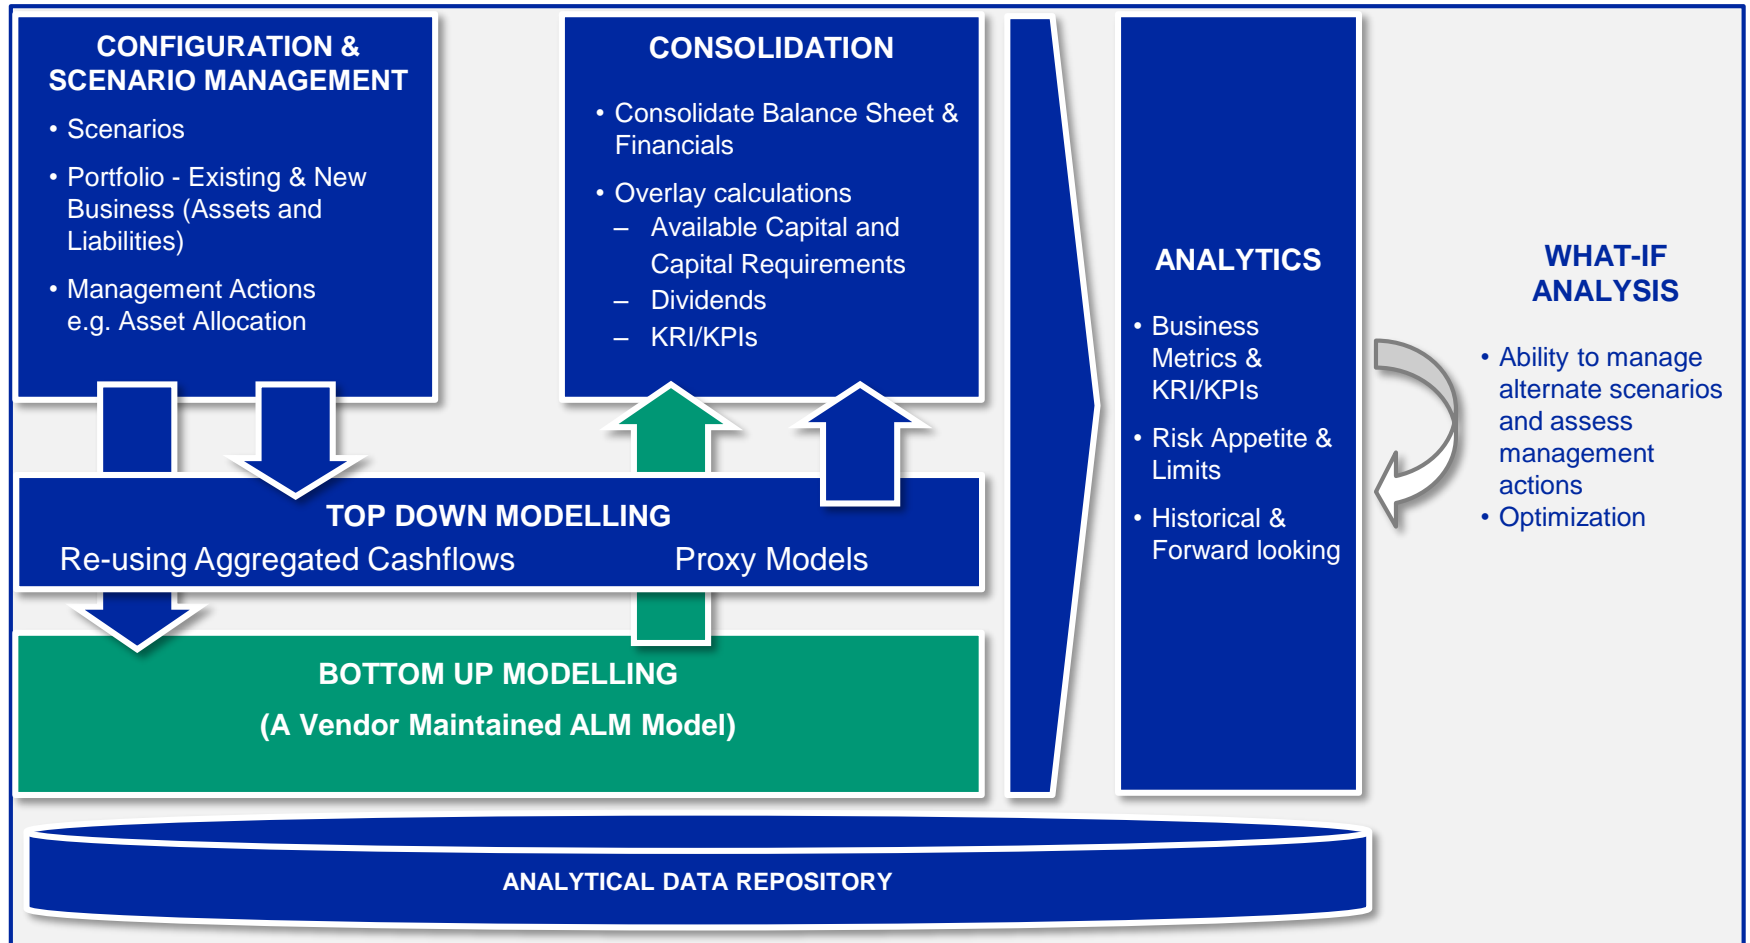 CONFIGURATION &
SCENARIO MANAGEMENT
• Scenarios
• Portfolio - Existing & New
Business (Assets and
Liabilities)
• Management Actions
e.g. Asset Allocation
CONSOLIDATION
• Consolidate Balance Sheet &
Financials
• Overlay calculations
– Available Capital and
Capital Requirements
– Dividends
– KRI/KPIs
TOP DOWN MODELLING
Re-using Aggregated Cashflows Proxy Models
BOTTOM UP MODELLING
(A Vendor Maintained ALM Model)
ANALYTICS
• Business
Metrics &
KRI/KPIs
• Risk Appetite &
Limits
• Historical &
Forward looking
WHAT-IF
ANALYSIS
• Ability to manage
alternate scenarios
and assess
management
actions
• Optimization
ANALYTICAL DATA REPOSITORY